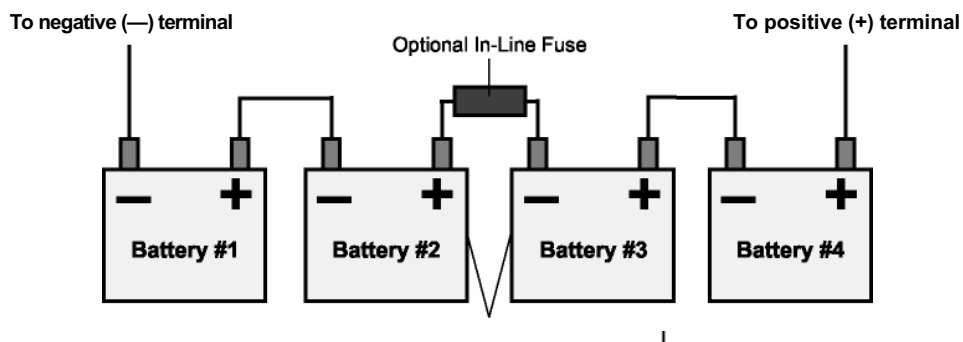 To negative (—) terminal
To positive (+) terminal
Optional In-Line Fuse
— + — + — + — +
Battery #1 Battery #2 Battery #3 Battery #4